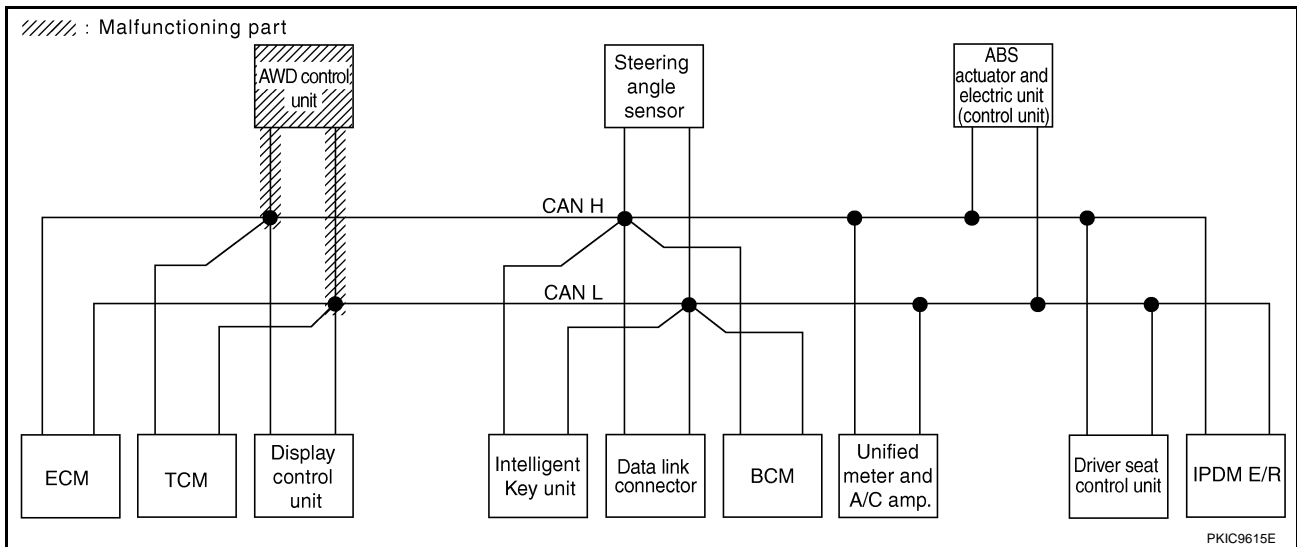 : Malfunctioning part
AWD control
unit
Steering
angle
sensor
ABS
actuator and
electric unit
(control unit)
CAN H
CAN L
ECM
TCM
Display
control
unit
Intelligent
Key unit
Data link
connector
BCM
Unified
meter and
A/C amp.
Driver seat
control unit
IPDM E/R
PKIC9615E